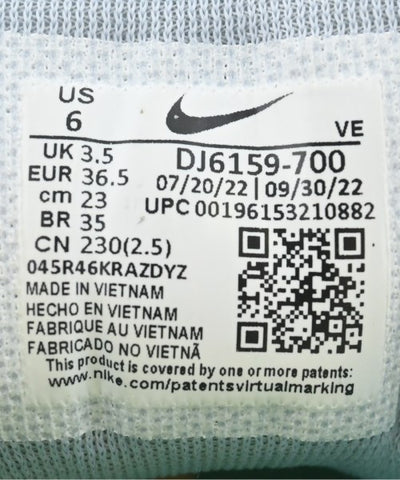 US
6
VE
UK 3.5
EUR 36.5
cm 23
BR 35
CN 230(2.5)
DJ6159-700
07/20/22 | 09/30/22
UPC 00196153210882
045R46KRAZDYZ
MADE IN VIETNAM
HECHO EN VIETNAM
FABRIQUE AU VIETNAM
FABRICADO NO VIETNÃ
This product is covered by one or more patents:
www.nike.com/patentsvirtualmarking